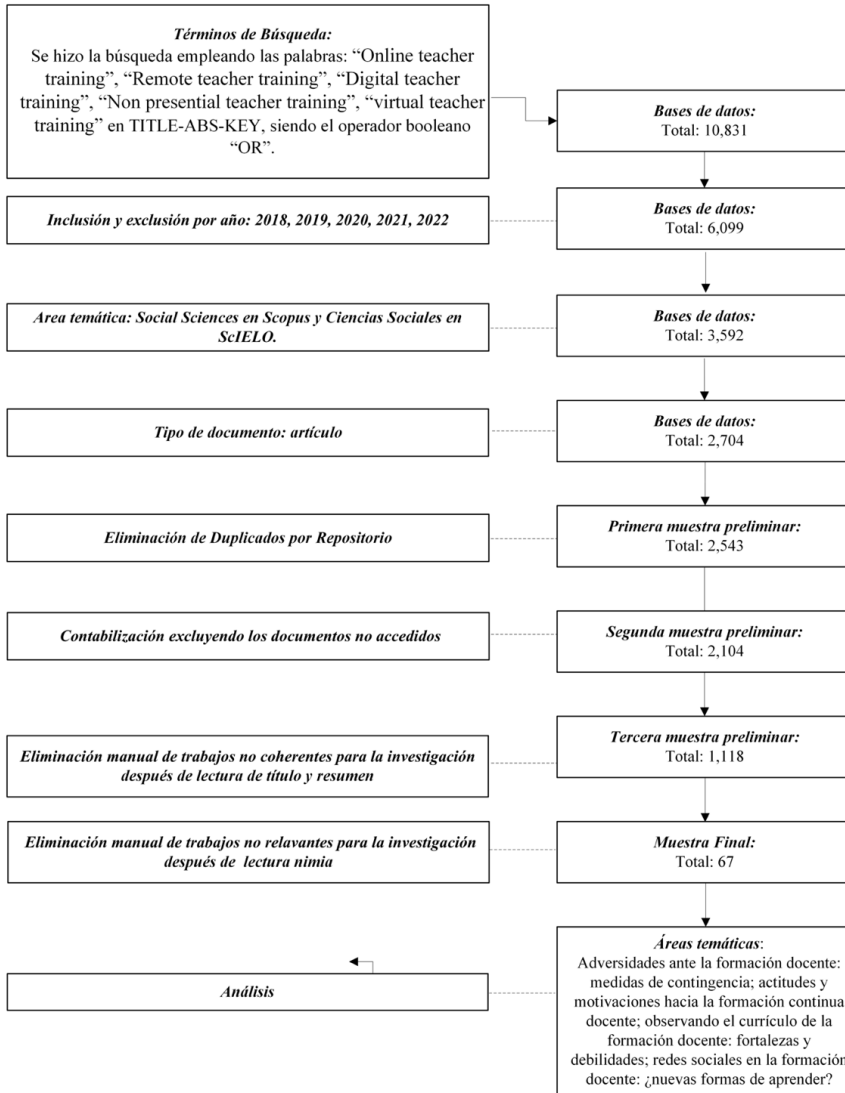 Términos de Búsqueda:
Se hizo la búsqueda empleando las palabras: “Online teacher
training”, “Remote teacher training”, “Digital teacher
training”, “Non presential teacher training”, “virtual teacher
training” en TITLE-ABS-KEY, siendo el operador booleano
“OR”.
Bases de datos:
Total: 10,831
Inclusión y exclusión por año: 2018, 2019, 2020, 2021, 2022
Bases de datos:
Total: 6,099
Area temática: Social Sciences en Scopus y Ciencias Sociales en
ScIELO.
Bases de datos:
Total: 3,592
Tipo de documento: artículo
Bases de datos:
Total: 2,704
Eliminación de Duplicados por Repositorio
Primera muestra preliminar:
Total: 2,543
Contabilización excluyendo los documentos no accedidos
Segunda muestra preliminar:
Total: 2,104
Eliminación manual de trabajos no coherentes para la investigación
después de lectura de título y resumen
Tercera muestra preliminar:
Total: 1,118
Eliminación manual de trabajos no relavantes para la investigación
después de lectura nimia
Muestra Final:
Total: 67
Análisis
Áreas temáticas:
Adversidades ante la formación docente:
medidas de contingencia; actitudes y
motivaciones hacia la formación continua
docente; observando el currículo de la
formación docente: fortalezas y
debilidades; redes sociales en la formación
docente: ¿nuevas formas de aprender?